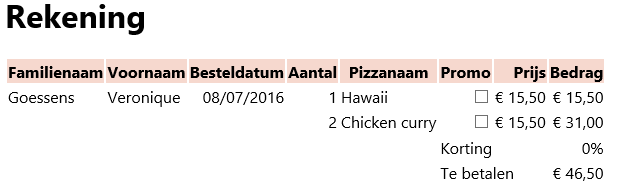 Rekening
Familienaam Voornaam Besteldatum Aantal Pizzanaam Promo Prijs Bedrag
Goessens Veronique 08/07/2016 1 Hawaii ☐ € 15,50 € 15,50
2 Chicken curry ☐ € 15,50 € 31,00
Korting 0%
Te betalen € 46,50